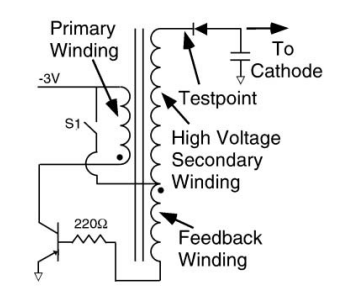 Primary
Winding
To
Cathode
-3V
Testpoint
S1
High Voltage
Secondary
Winding
220Ω
Feedback
Winding